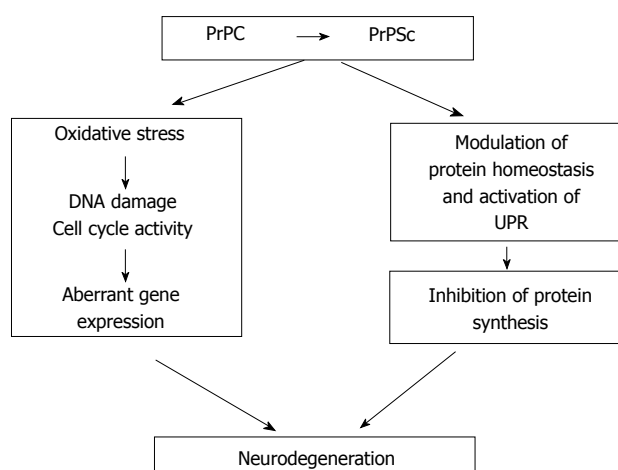 PrPC → PrPSc
Oxidative stress
DNA damage
Cell cycle activity
Aberrant gene
expression
Modulation of
protein homeostasis
and activation of
UPR
Inhibition of protein
synthesis
Neurodegeneration